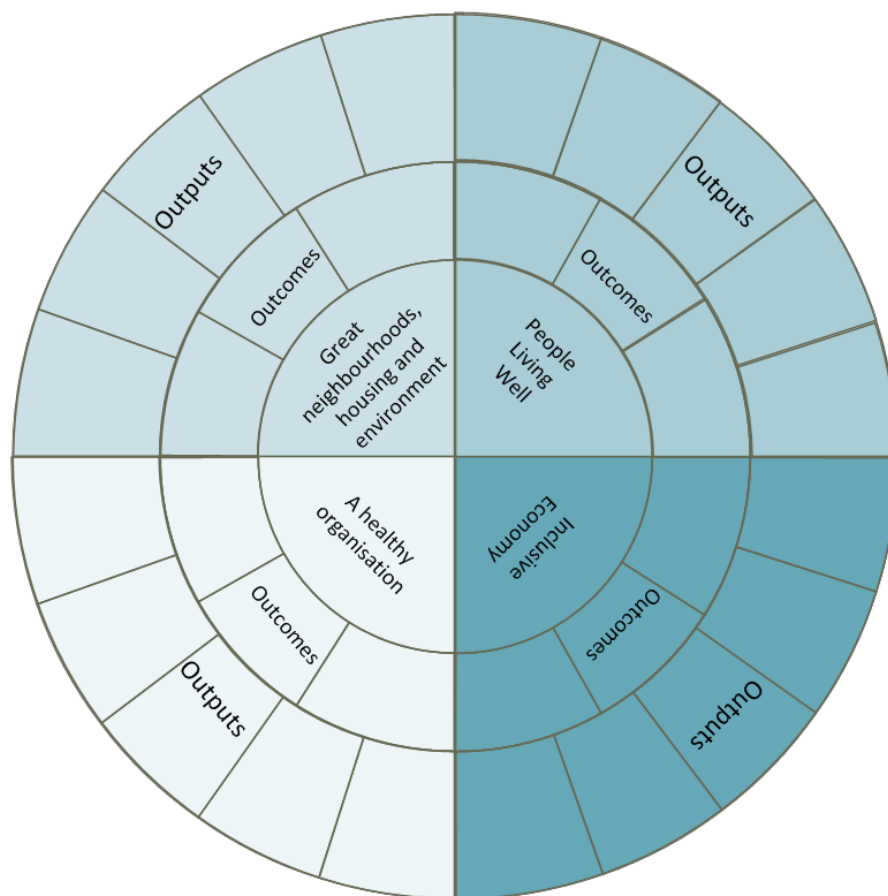 Outputs
Outcomes
Great
neighbourhoods,
housing and
environment
Outputs
Outcomes
People
Living
Well
A healthy
organisation
Outcomes
Outputs
Inclusive
Economy
Outcomes
Outputs